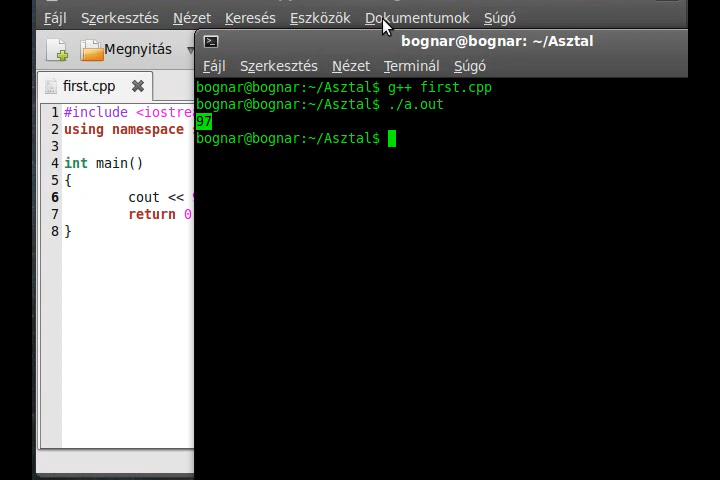 Fájl Szerkesztés Nézet Keresés Eszközök Dokumentumok Súgó
Megnyitás
first.cpp
1 #include <iostre
2 using namespace
3
4 int main()
5 {
6 cout <<
7 return 0
8 }
bognar@bognar: ~/Asztal
Fájl Szerkesztés Nézet Terminál Súgó
bognar@bognar:~/Asztal$ g++ first.cpp
bognar@bognar:~/Asztal$ ./a.out
97
bognar@bognar:~/Asztal$